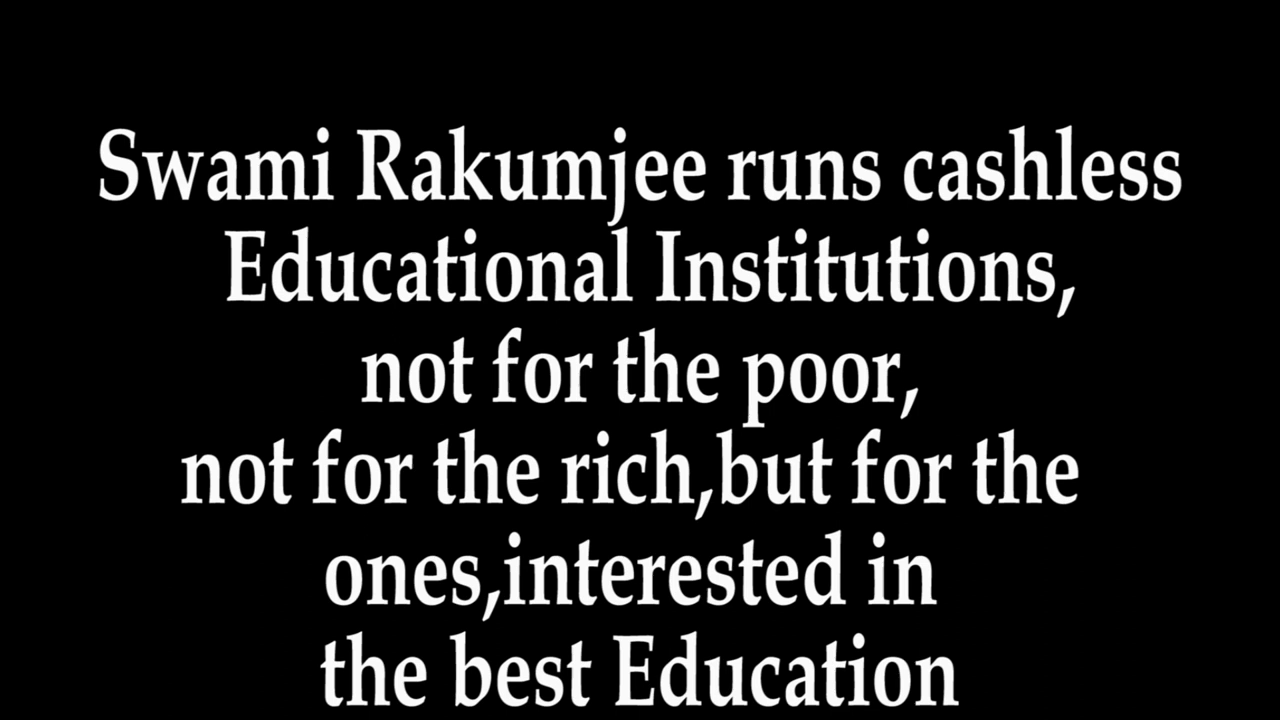 Swami Rakumjee runs cashless
Educational Institutions,
not for the poor,
not for the rich,but for the
ones,interested in
the best Education